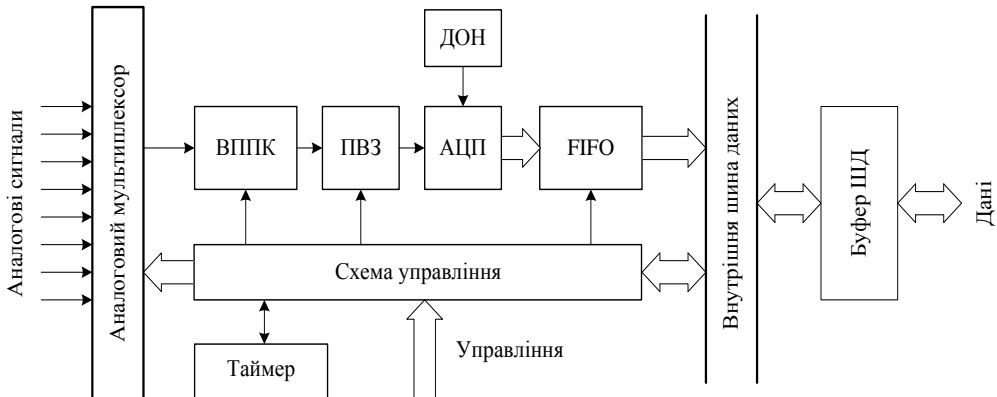 Аналогові сигнали
Аналоговий мультиплексор
ДОН
ВППК
ПВЗ
АЦП
FIFO
Схема управління
Таймер
Управління
Внутрішня шина даних
Буфер ШД
Дані